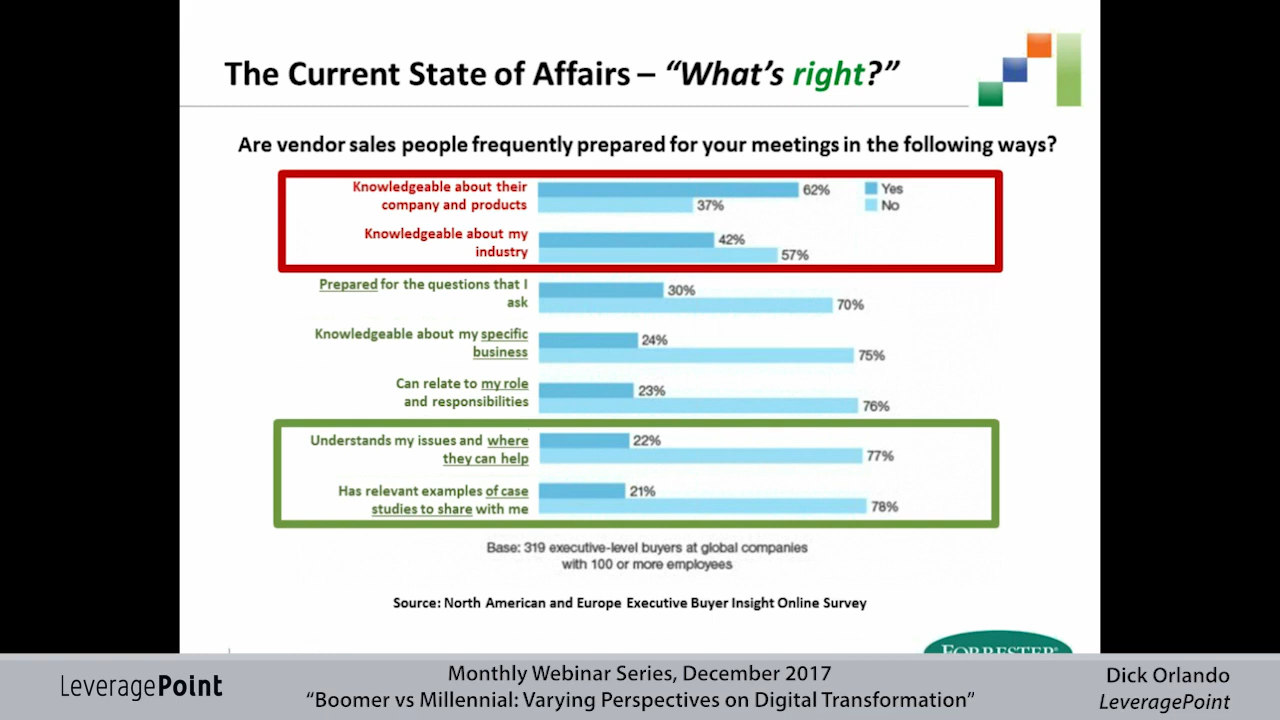 The Current State of Affairs – “What’s right?”
Are vendor sales people frequently prepared for your meetings in the following ways?
Knowledgeable about their
company and products
62%
37%
Yes
No
Knowledgeable about my
industry
42%
57%
Prepared for the questions that I
ask
30%
70%
Knowledgeable about my specific
business
24%
75%
Can relate to my role
and responsibilities
23%
76%
Understands my issues and where
they can help
22%
77%
Has relevant examples of case
studies to share with me
21%
78%
Base: 319 executive-level buyers at global companies
with 100 or more employees
Source: North American and Europe Executive Buyer Insight Online Survey
FORRESTER®
LeveragePoint
Monthly Webinar Series, December 2017
“Boomer vs Millennial: Varying Perspectives on Digital Transformation”
Dick Orlando
LeveragePoint